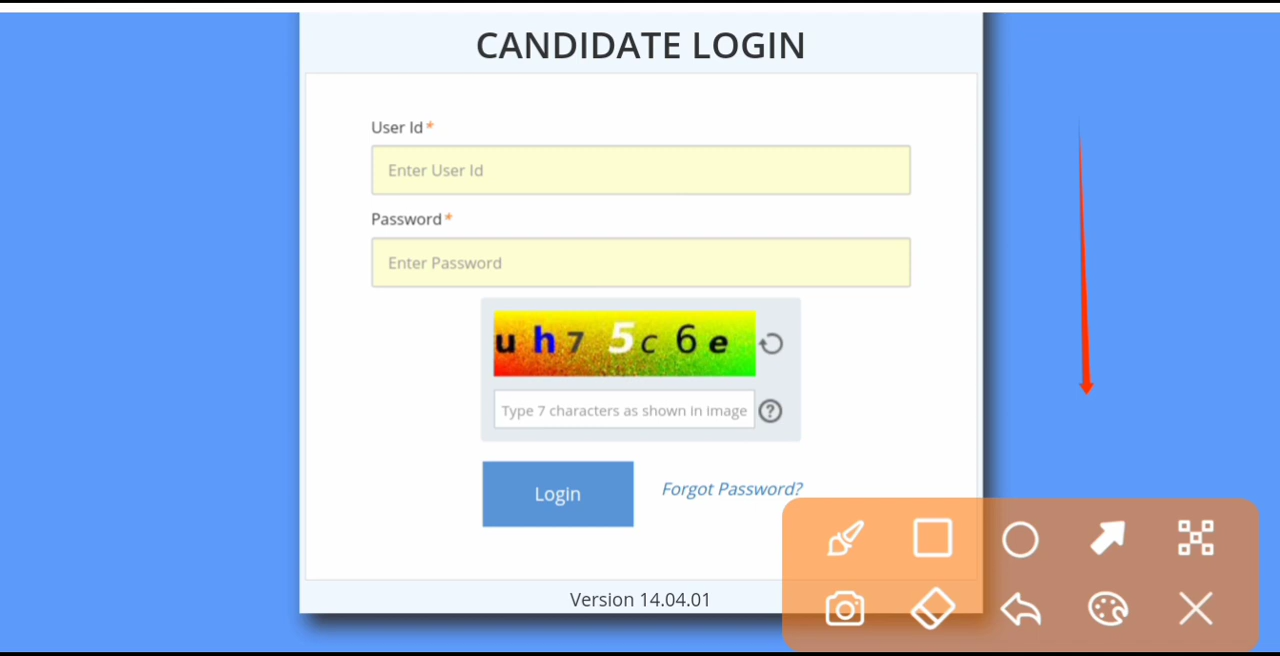 CANDIDATE LOGIN
User Id*
Enter User Id
Password*
Enter Password
uh75c6e
Type 7 characters as shown in image
Login
Forgot Password?
Version 14.04.01